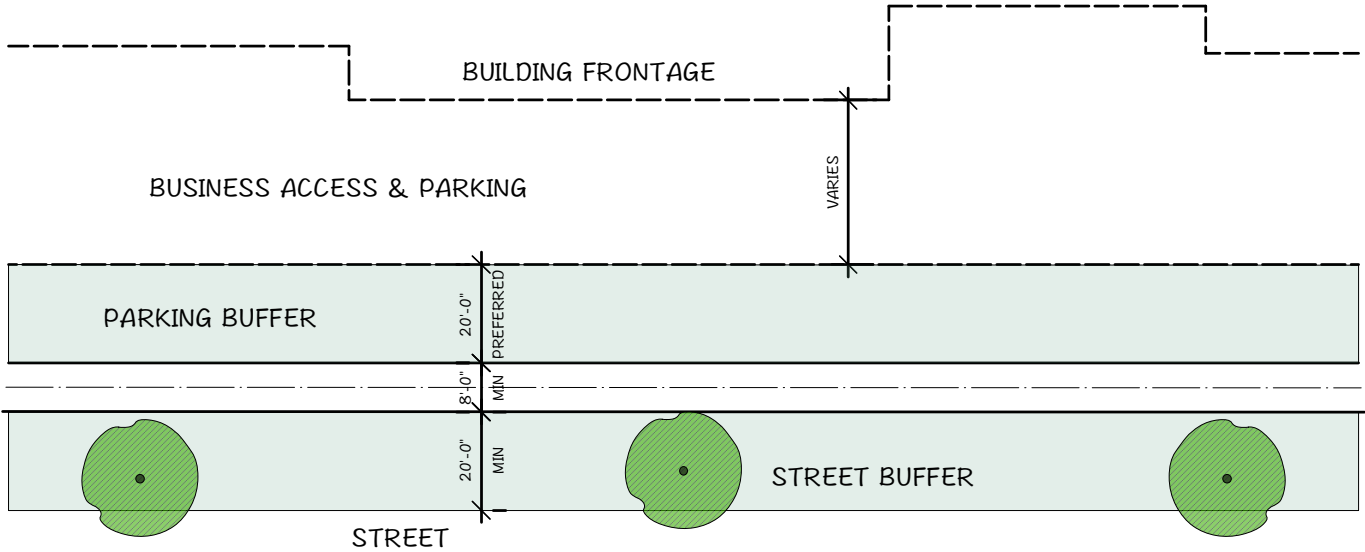 BUILDING FRONTAGE
BUSINESS ACCESS & PARKING
VARIES
PARKING BUFFER
20'-0"
PREFERRED
8'-0"
MIN
20'-0"
MIN
STREET BUFFER
STREET